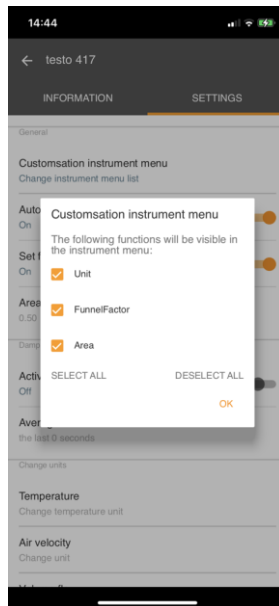 14:44
testo 417
INFORMATION
SETTINGS
General
Customsation instrument menu
Change instrument menu list
Auto
On
Customsation instrument menu
The following functions will be visible in
the instrument menu:
Set f
On
Unit
FunnelFactor
Area
0.50
Area
Damp
SELECT ALL
DESELECT ALL
Activ
Off
OK
Aver
the last 0 seconds
Change units
Temperature
Change temperature unit
Air velocity
Change unit